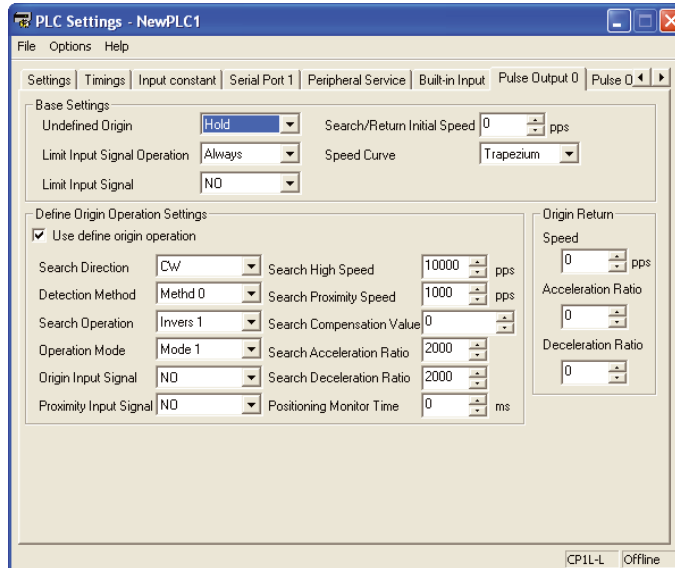 PLC Settings - NewPLC1
File Options Help
Settings Timings Input constant Serial Port 1 Peripheral Service Built-in Input Pulse Output 0 Pulse O
Base Settings
Undefined Origin Hold Search/Return Initial Speed 0 pps
Limit Input Signal Operation Always Speed Curve Trapezium
Limit Input Signal NO
Define Origin Operation Settings Origin Return
Use define origin operation Speed
Search Direction CW Search High Speed 10000 pps 0 pps
Detection Method Methd 0 Search Proximity Speed 1000 pps Acceleration Ratio
Search Operation Invers 1 Search Compensation Value 0 0
Operation Mode Mode 1 Search Acceleration Ratio 2000 Deceleration Ratio
Origin Input Signal NO Search Deceleration Ratio 2000 0
Proximity Input Signal NO Positioning Monitor Time 0 ms
CP1L-L Offline